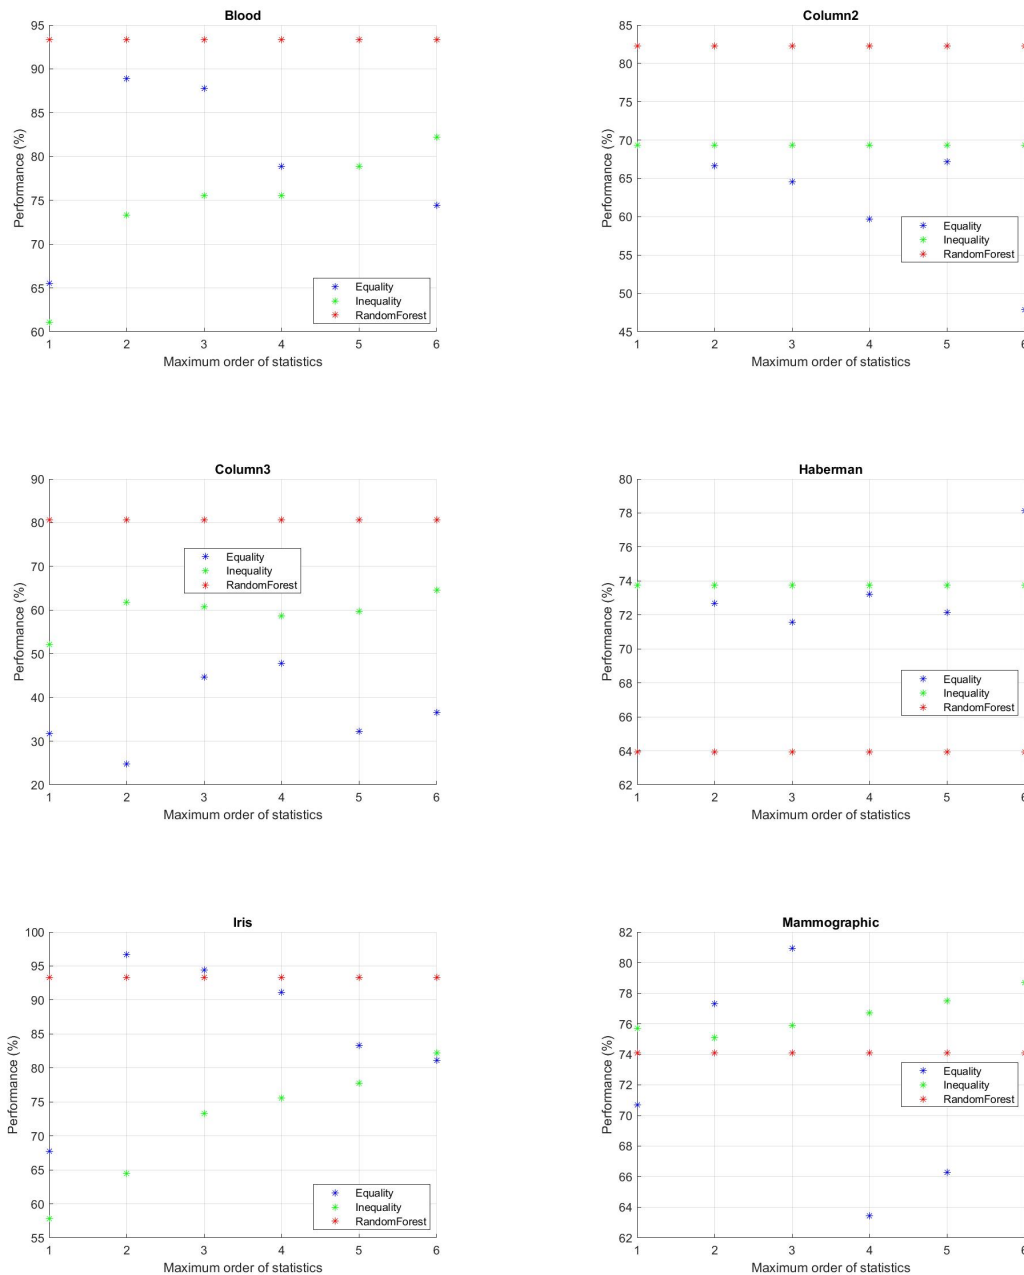 Blood
95
90
85
80
75
70
65
60
Performance (%)
Equality
Inequality
RandomForest
1 2 3 4 5 6
Maximum order of statistics
Column2
85
80
75
70
65
60
55
50
45
Performance (%)
Equality
Inequality
RandomForest
1 2 3 4 5 6
Maximum order of statistics
Column3
90
80
70
60
50
40
30
20
Performance (%)
Equality
Inequality
RandomForest
1 2 3 4 5 6
Maximum order of statistics
Haberman
80
78
76
74
72
70
68
66
64
62
Performance (%)
Equality
Inequality
RandomForest
1 2 3 4 5 6
Maximum order of statistics
Iris
100
95
90
85
80
75
70
65
60
55
Performance (%)
Equality
Inequality
RandomForest
1 2 3 4 5 6
Maximum order of statistics
Mammographic
82
80
78
76
74
72
70
68
66
64
62
Performance (%)
Equality
Inequality
RandomForest
1 2 3 4 5 6
Maximum order of statistics